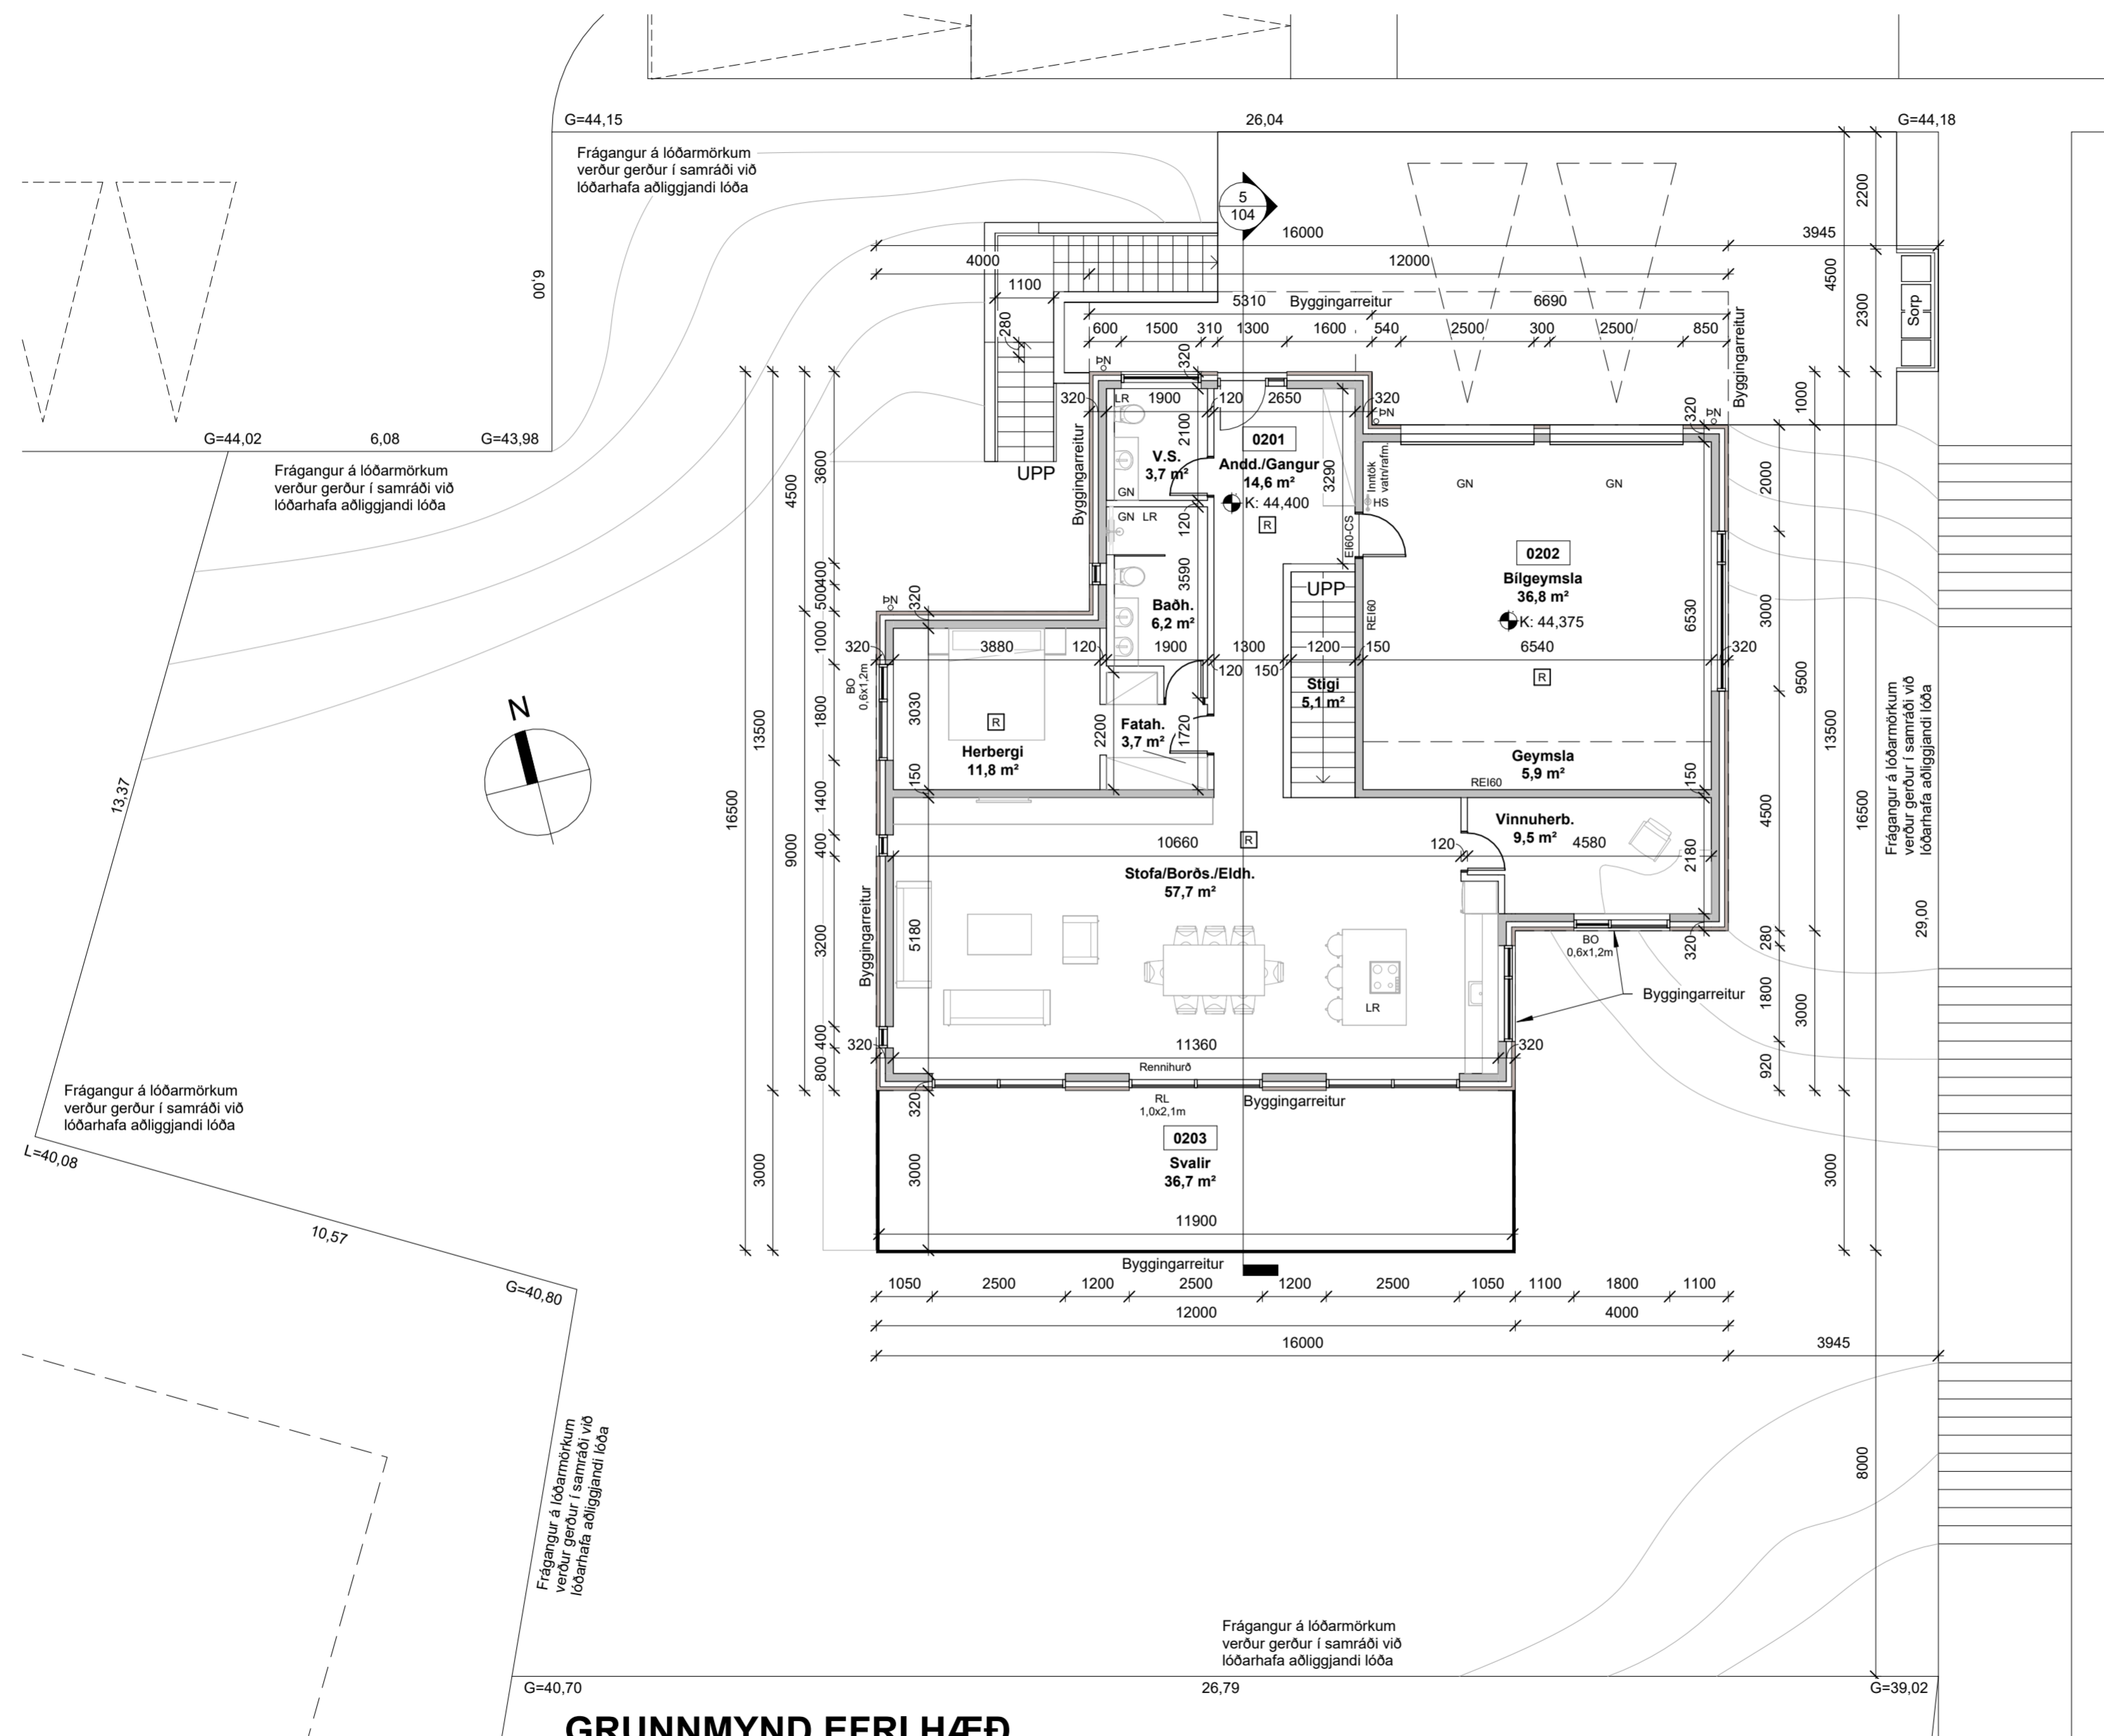 G=44,15
26,04
G=44,18
Frágangur á lóðarmörkum
verður gerður í samráði við
lóðarhafa aðliggjandi lóða
5
104
2200
16000
3945
4000
12000
4500
6,00
1100
5310
Byggingarreitur
6690
2300
Sorp
280
600
1500
310
1300
1600
540
2500
300
2500
850
Byggingarreitur
ÞN
320
1000
320
LR
1900
120
2650
320
ÞN
320
ÞN
G=44,02
6,08
G=43,98
2100
0201
V.S.
3,7 m²
Andd./Gangur
14,6 m²
3290
Inntök
vatn/rafm.
Frágangur á lóðarmörkum
verður gerður í samráði við
lóðarhafa aðliggjandi lóða
UPP
Byggingarreitur
4500
3600
GN
K: 44,400
HS
GN
GN
2000
GN
LR
120
R
EI60-CS
0202
Bílgeymsla
36,8 m²
K: 44,375
400
500
3590
UPP
ÞN
320
Baðh.
6,2 m²
REI60
6530
3000
1000
320
3880
120
1900
1300
1200
150
6540
320
120
150
BO
0,6x1,2m
R
Stigi
5,1 m²
9500
N
1800
3030
R
Herbergi
11,8 m²
2200
Fatah.
3,7 m²
1720
13500
13500
Geymsla
5,9 m²
REI60
150
150
Frágangur á lóðarmörkum
verður gerður í samráði við
lóðarhafa aðliggjandi lóða
13,37
16500
1400
4500
16500
Vinnuherb.
9,5 m²
4580
9000
400
10660
R
120
2180
Stofa/Borðs./Eldh.
57,7 m²
Byggingarreitur
3200
5180
29,00
280
320
BO
0,6x1,2m
1800
3000
Byggingarreitur
LR
400
320
11360
320
800
Rennihurð
920
Frágangur á lóðarmörkum
verður gerður í samráði við
lóðarhafa aðliggjandi lóða
320
RL
1,0x2,1m
Byggingarreitur
0203
Svalir
36,7 m²
L=40,08
3000
3000
3000
11900
10,57
G=40,80
Byggingarreitur
1050
2500
1200
2500
1200
2500
1050
1100
1800
1100
12000
4000
16000
3945
Frágangur á lóðarmörkum
verður gerður í samráði við
lóðarhafa aðliggjandi lóða
8000
Frágangur á lóðarmörkum
verður gerður í samráði við
lóðarhafa aðliggjandi lóða
G=40,70
26,79
G=39,02
GRUNNMYND EFRI HÆÐ